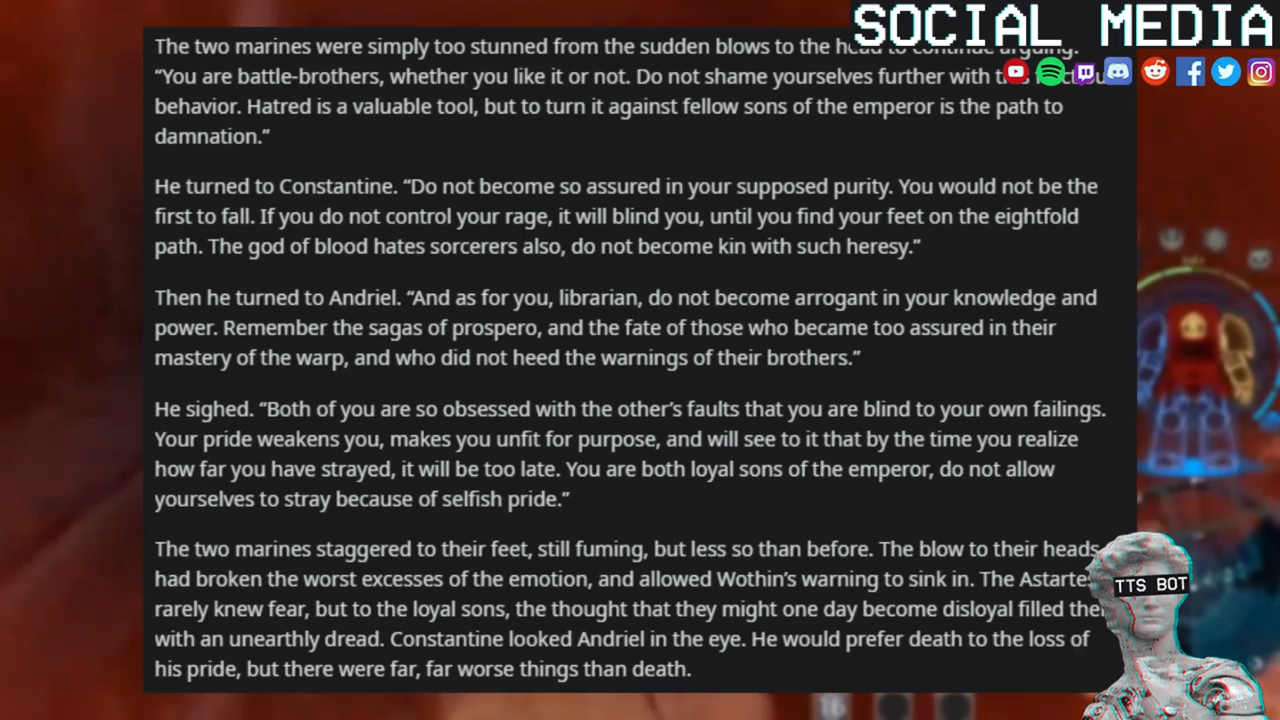 SOCIAL MEDIA
The two marines were simply too stunned from the sudden blows to the head to continue arguing.
“You are battle-brothers, whether you like it or not. Do not shame yourselves further with
behavior. Hatred is a valuable tool, but to turn it against fellow sons of the emperor is the path to
damnation.”
He turned to Constantine. “Do not become so assured in your supposed purity. You would not be the
first to fall. If you do not control your rage, it will blind you, until you find your feet on the eightfold
path. The god of blood hates sorcerers also, do not become kin with such heresy.”
Then he turned to Andriel. “And as for you, librarian, do not become arrogant in your knowledge and
power. Remember the sagas of prospero, and the fate of those who became too assured in their
mastery of the warp, and who did not heed the warnings of their brothers.”
He sighed. “Both of you are so obsessed with the other’s faults that you are blind to your own failings.
Your pride weakens you, makes you unfit for purpose, and will see to it that by the time you realize
how far you have strayed, it will be too late. You are both loyal sons of the emperor, do not allow
yourselves to stray because of selfish pride.”
The two marines staggered to their feet, still fuming, but less so than before. The blow to their heads
had broken the worst excesses of the emotion, and allowed Wothin’s warning to sink in. The Astartes
rarely knew fear, but to the loyal sons, the thought that they might one day become disloyal filled them
with an unearthly dread. Constantine looked Andriel in the eye. He would prefer death to the loss of
his pride, but there were far, far worse things than death.
TTS BOT
16